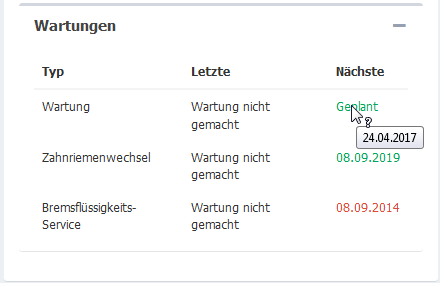 Wartungen
Typ Letzte Nächste
Wartung Wartung nicht gemacht Geplant
24.04.2017
Zahnriemenwechsel Wartung nicht gemacht 08.09.2019
Bremsflüssigkeits-Service Wartung nicht gemacht 08.09.2014